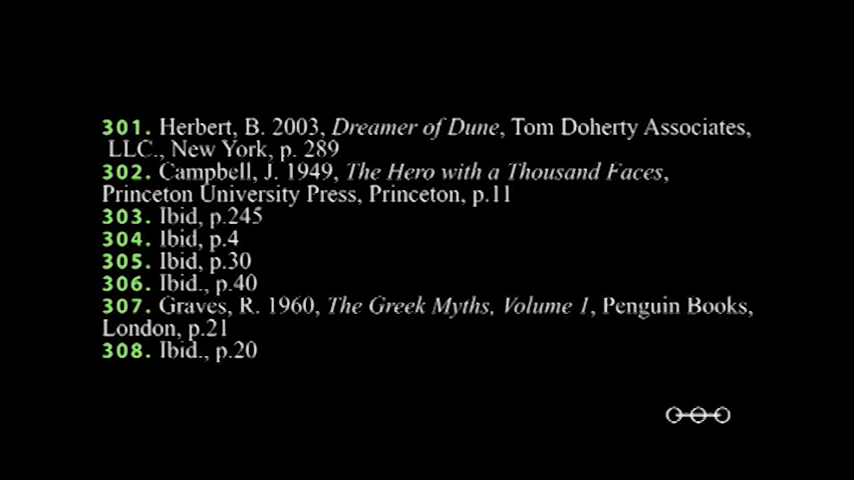 301. Herbert, B. 2003, Dreamer of Dune, Tom Doherty Associates,
LLC., New York, p. 289
302. Campbell, J. 1949, The Hero with a Thousand Faces,
Princeton University Press, Princeton, p.11
303. Ibid, p.245
304. Ibid, p.4
305. Ibid, p.30
306. Ibid., p.40
307. Graves, R. 1960, The Greek Myths, Volume 1, Penguin Books,
London, p.21
308. Ibid., p.20